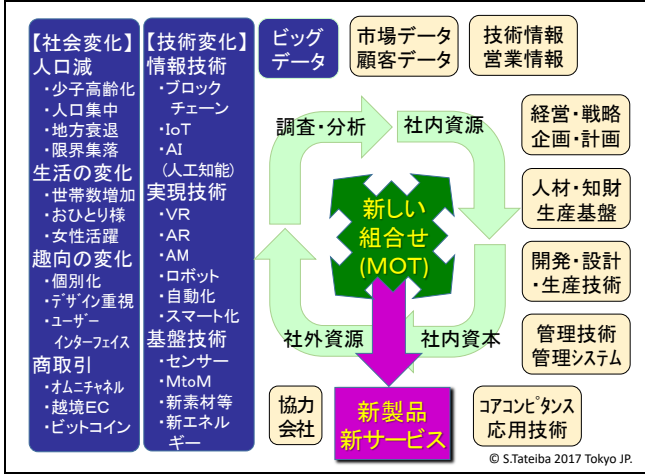 【社会変化】
人口減
・少子高齢化
・人口集中
・地方衰退
・限界集落
生活の変化
・世帯数増加
・おひとり様
・女性活躍
趣向の変化
・個別化
・デザイン重視
・ユーザー
インターフェイス
商取引
・オムニチャネル
・越境EC
・ビットコイン
【技術変化】
情報技術
・ブロック
チェーン
・IoT
・AI
(人工知能)
実現技術
・VR
・AR
・AM
・ロボット
・自動化
・スマート化
基盤技術
・センサー
・MtoM
・新素材等
・新エネル
ギー
ビッグ
データ
市場データ
顧客データ
技術情報
営業情報
調査・分析
社内資源
経営・戦略
企画・計画
人材・知財
生産基盤
新しい
組合せ
(MOT)
開発・設計
・生産技術
社外資源
社内資本
管理技術
管理システム
協力
会社
新製品
新サービス
コアコンピタンス
応用技術
© S.Tateiba 2017 Tokyo JP.